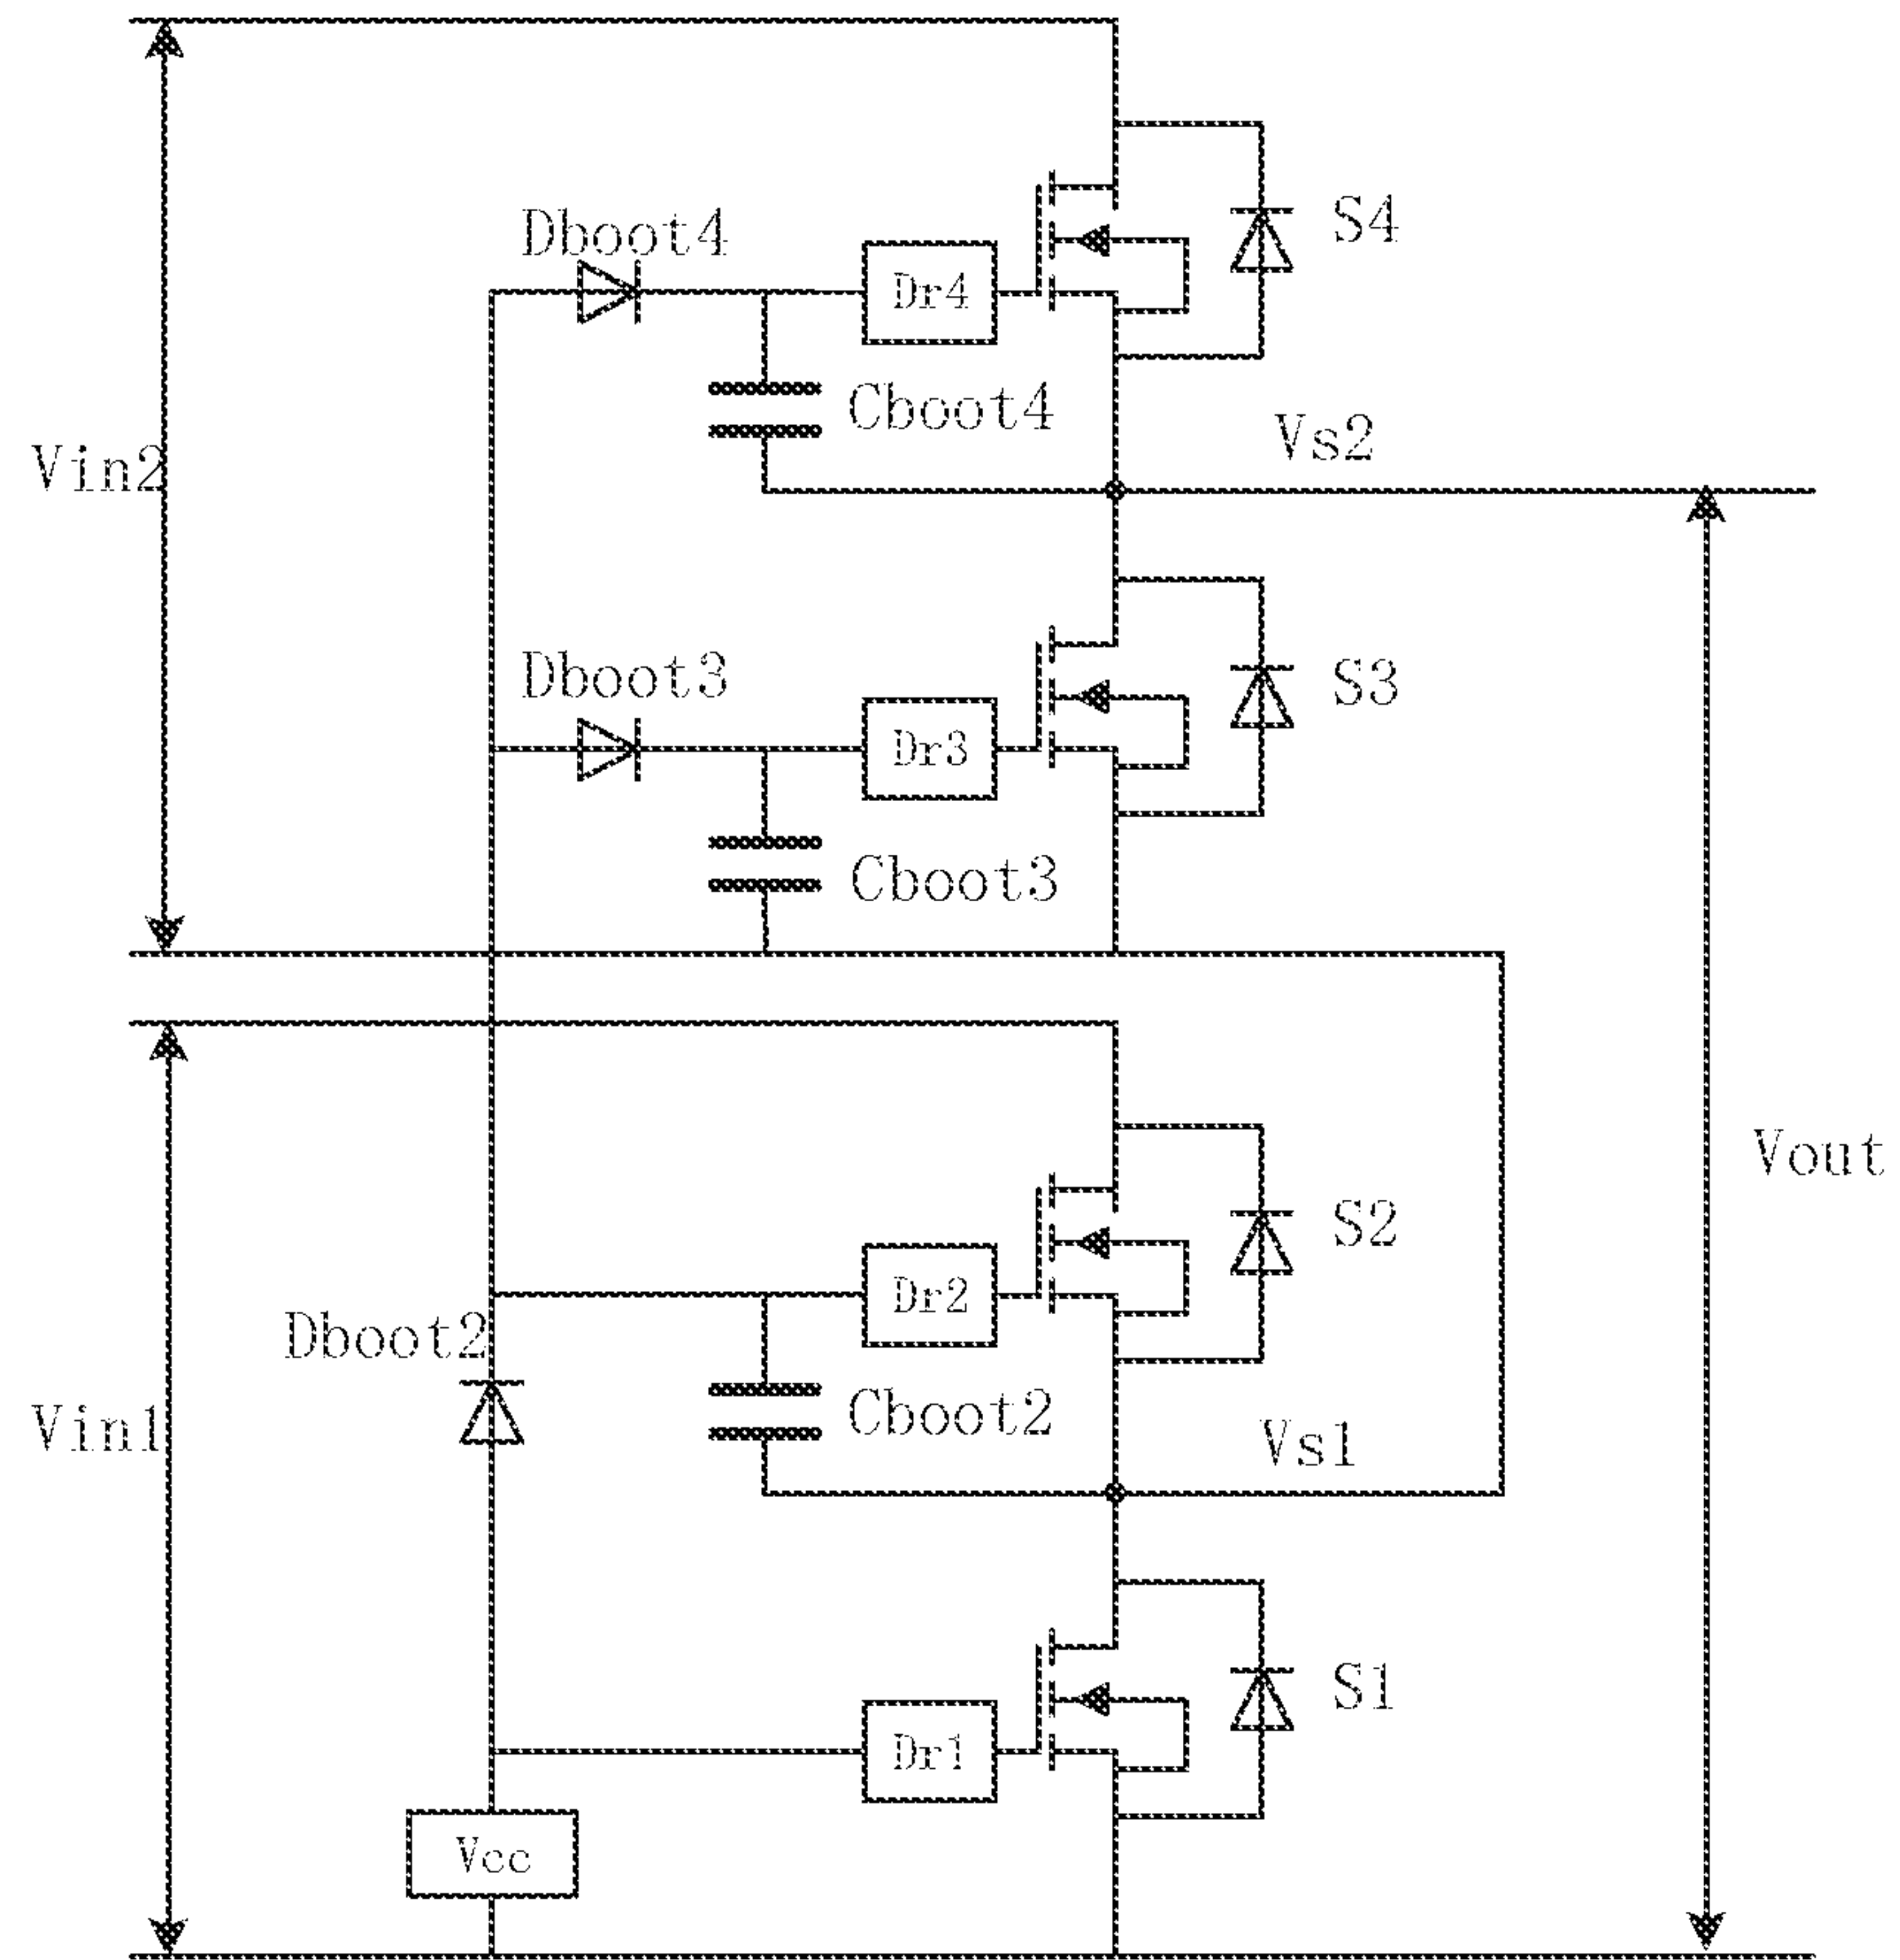 Dboot4
S4
Dr4
Cboot4
Vs2
Vin2
Dboot3
S3
Dr3
Cboot3
Vout
S2
Dr2
Dboot2
Cboot2
Vin1
Vs1
S1
Dr1
Vcc